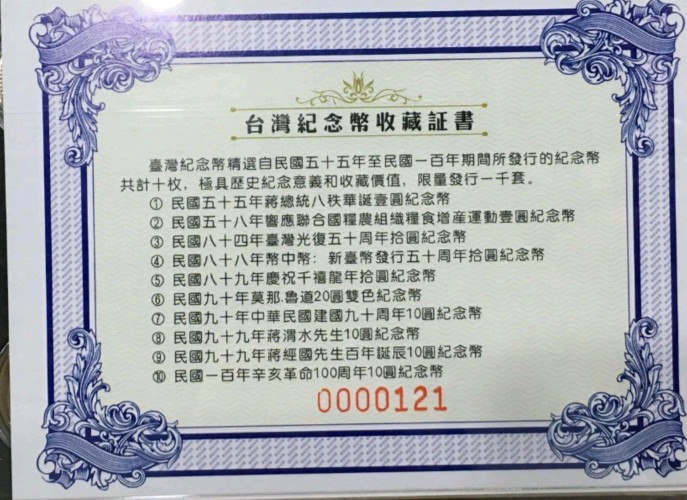 台灣紀念幣收藏証書
臺灣紀念幣精選自民國五十五年至民國一百年期間所發行的紀念幣
共計十枚，極具歷史紀念意義和收藏價值，限量發行一千套。
① 民國五十五年蔣總統八秩華誕壹圓紀念幣
② 民國五十八年響應聯合國糧農組織糧食增產運動壹圓紀念幣
③ 民國八十四年臺灣光復五十周年拾圓紀念幣
④ 民國八十八年幣中幣：新臺幣發行五十周年拾圓紀念幣
⑤ 民國八十九年慶祝千禧龍年拾圓紀念幣
⑥ 民國九十年莫那.魯道20圓雙色紀念幣
⑦ 民國九十年中華民國建國九十周年10圓紀念幣
⑧ 民國九十九年蔣渭水先生10圓紀念幣
⑨ 民國九十九年蔣經國先生百年誕辰10圓紀念幣
⑩ 民國一百年辛亥革命100周年10圓紀念幣
0000121